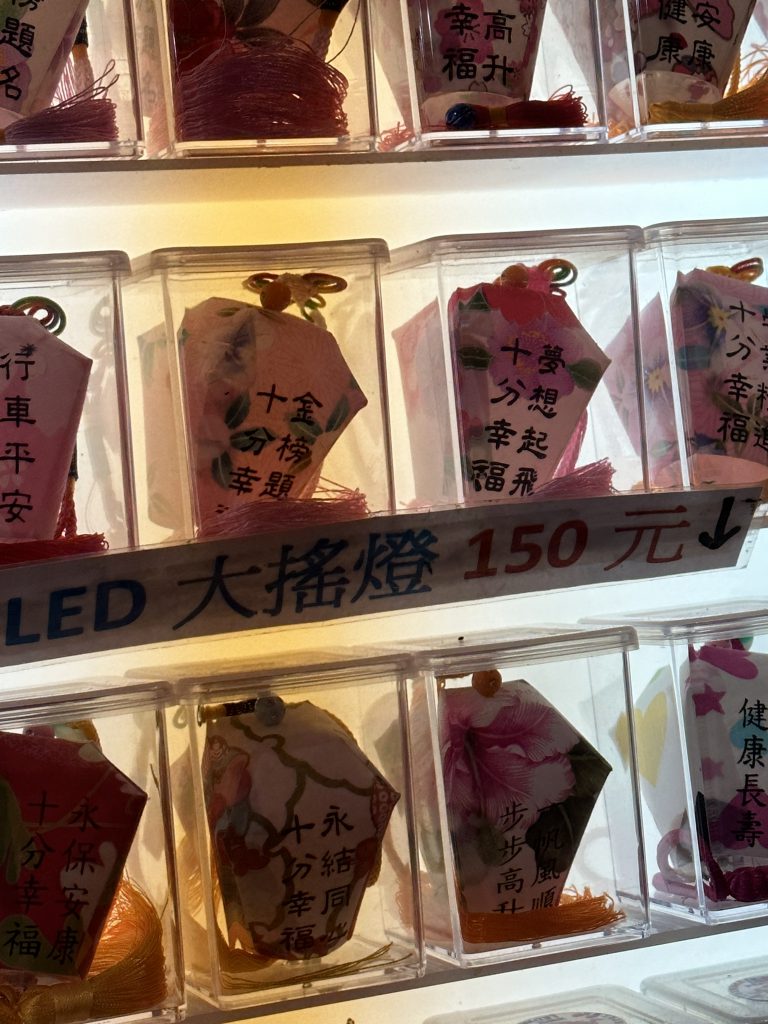 題名
高升
幸福
安康
健康
行車平安
金榜題
十分幸
夢想起飛
十分幸福
十分幸福
LED 大搖燈 150 元 ↓
永保安康
十分幸福
永結同
十分幸福
帆風順
步步高升
健康長壽